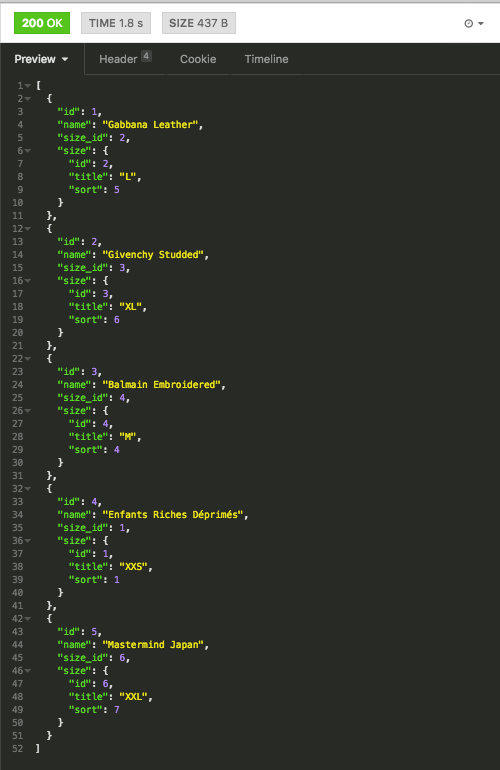 200 OK TIME 1.8 s SIZE 437 B
Preview Header 4 Cookie Timeline
1 [
2 {
3 "id": 1,
4 "name": "Gabbana Leather",
5 "size_id": 2,
6 "size": {
7 "id": 2,
8 "title": "L",
9 "sort": 5
10 }
11 },
12 {
13 "id": 2,
14 "name": "Givenchy Studded",
15 "size_id": 3,
16 "size": {
17 "id": 3,
18 "title": "XL",
19 "sort": 6
20 }
21 },
22 {
23 "id": 3,
24 "name": "Balmain Embroidered",
25 "size_id": 4,
26 "size": {
27 "id": 4,
28 "title": "M",
29 "sort": 4
30 }
31 },
32 {
33 "id": 4,
34 "name": "Enfants Riches Déprimés",
35 "size_id": 1,
36 "size": {
37 "id": 1,
38 "title": "XXS",
39 "sort": 1
40 }
41 },
42 {
43 "id": 5,
44 "name": "Mastermind Japan",
45 "size_id": 6,
46 "size": {
47 "id": 6,
48 "title": "XXL",
49 "sort": 7
50 }
51 }
52 ]